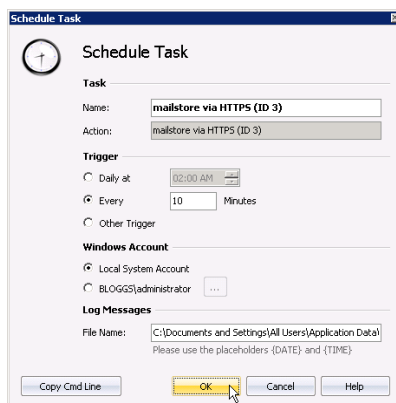 Schedule Task
Schedule Task
Task
Name: mailstore via HTTPS (ID 3)
Action: mailstore via HTTPS (ID 3)
Trigger
Daily at 02:00 AM
Every 10 Minutes
Other Trigger
Windows Account
Local System Account
BLOGGS\administrator ...
Log Messages
File Name: C:\Documents and Settings\All Users\Application Data\
Please use the placeholders {DATE} and {TIME}
Copy Cmd Line OK Cancel Help